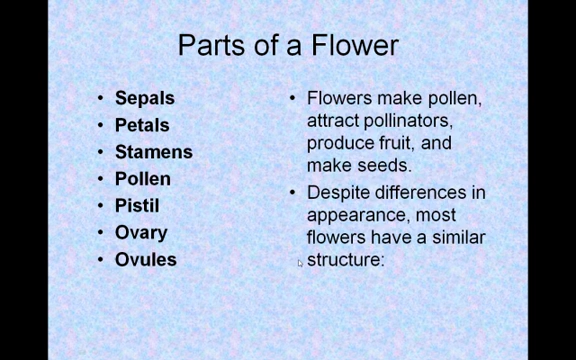 Parts of a Flower
• Sepals
• Petals
• Stamens
• Pollen
• Pistil
• Ovary
• Ovules
• Flowers make pollen,
attract pollinators,
produce fruit, and
make seeds.
• Despite differences in
appearance, most
flowers have a similar
structure: